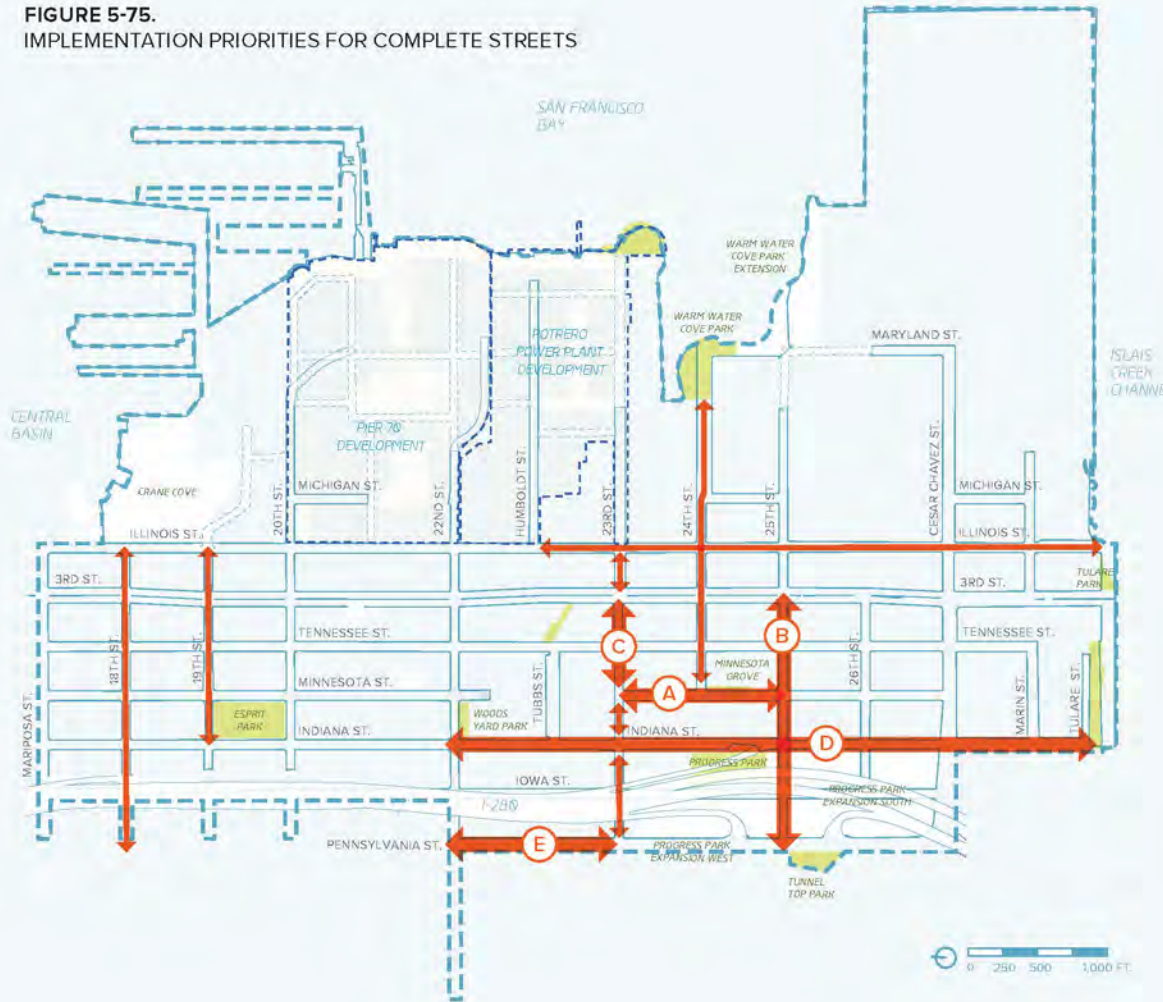 FIGURE 5-75.
IMPLEMENTATION PRIORITIES FOR COMPLETE STREETS
SAN FRANCISCO
BAY
WARM WATER
COVE PARK
EXTENSION
WARM WATER
COVE PARK
MARYLAND ST.
POTRERO
POWER PLANT
DEVELOPMENT
ISLAIS
CREEK
CHANNE
CENTRAL
BASIN
PIER 70
DEVELOPMENT
CRANE COVE
MICHIGAN ST.
MICHIGAN ST.
20TH ST.
22ND ST.
HUMBOLDT ST.
23RD ST.
24TH ST.
25TH ST.
CESAR CHAVEZ ST.
ILLINOIS ST.
ILLINOIS ST.
3RD ST.
3RD ST.
TULARE
PARK
TENNESSEE ST.
TENNESSEE ST.
C
B
18TH ST.
19TH ST.
MINNESOTA ST.
MINNESOTA
GROVE
A
26TH ST.
TUBBS ST.
MARIN ST.
TULARE ST.
MARIPOSA ST.
ESPRIT
PARK
WOODS
YARD PARK
INDIANA ST.
INDIANA ST.
D
PROGRESS PARK
IOWA ST.
I-280
PROGRESS PARK
EXPANSION SOUTH
PENNSYLVANIA ST.
E
PROGRESS PARK
EXPANSION WEST
TUNNEL
TOP PARK
0 250 500 1,000 FT.